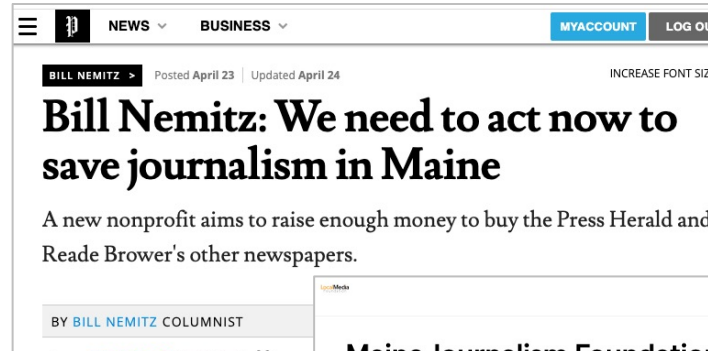 P NEWS BUSINESS MYACCOUNT LOG
BILL NEMITZ > Posted April 23 Updated April 24 INCREASE FONT
Bill Nemitz: We need to act now to
save journalism in Maine
A new nonprofit aims to raise enough money to buy the Press Herald and
Reade Brower's other newspapers.
LocalMedia
BY BILL NEMITZ COLUMNIST
Maine Journalism